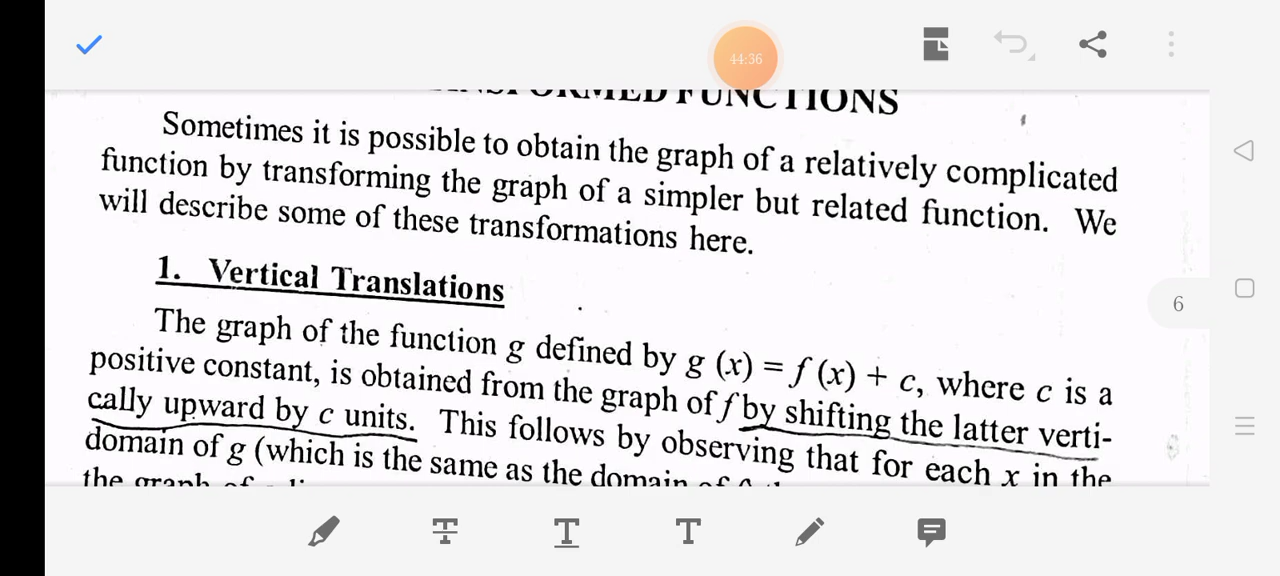 44:36
FUNCTIONS
Sometimes it is possible to obtain the graph of a relatively complicated
function by transforming the graph of a simpler but related function. We
will describe some of these transformations here.
1. Vertical Translations
The graph of the function g defined by g (x) = f (x) + c, where c is a
positive constant, is obtained from the graph of f by shifting the latter verti-
cally upward by c units. This follows by observing that for each x in the
domain of g (which is the same as the domain of
the graph of
6
T
T
T